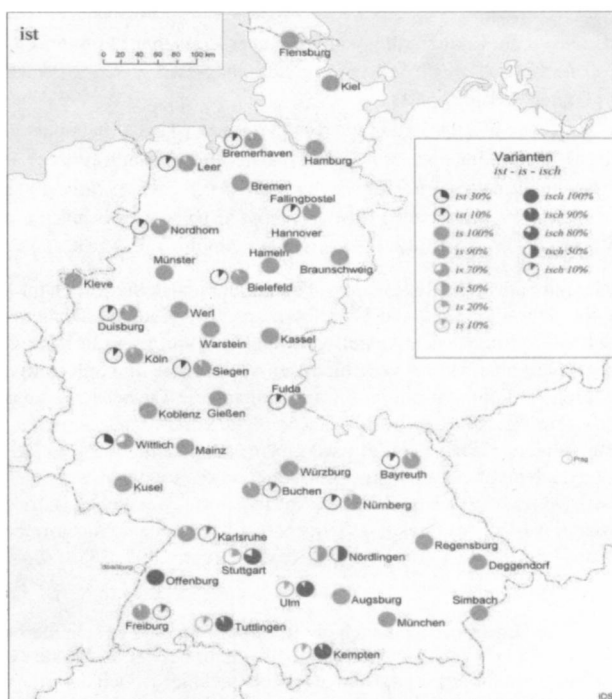 ist
0 20 40 60 80 100 km
Flensburg
Kiel
Bremerhaven
Hamburg
Leer
Bremen
Fallingbostel
Nordhorn
Hannover
Hameln
Münster
Braunschweig
Kleve
Bielefeld
Werl
Duisburg
Warstein
Kassel
Köln
Siegen
Fulda
Koblenz
Gießen
Wittlich
Mainz
Würzburg
Bayreuth
Prag
Kusel
Buchen
Nürnberg
Karlsruhe
Regensburg
Stuttgart
Nördlingen
Deggendorf
Offenburg
Ulm
Augsburg
Simbach
Freiburg
Tuttlingen
München
Kempten
Varianten
ist - is - isch
ist 30% isch 100%
ist 10% isch 90%
is 100% isch 80%
is 90% isch 50%
is 70% isch 10%
is 50%
is 20%
is 10%